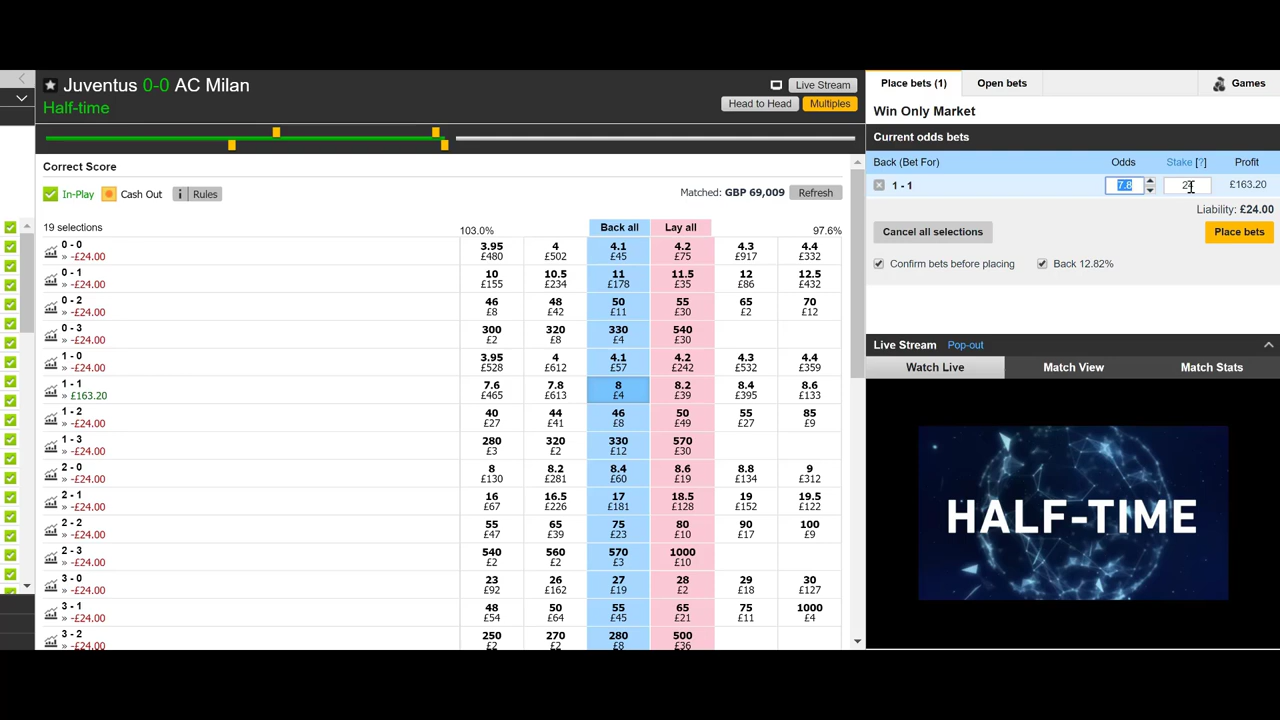 Juventus 0-0 AC Milan
Half-time
Live Stream
Head to Head
Multiples
Correct Score
In-Play
Cash Out
i Rules
Matched: GBP 69,009
Refresh
19 selections
103.0%
Back all
Lay all
97.6%
0 - 0 3.95 4 4.1 4.2 4.3 4.4
» -£24.00 £480 £502 £45 £75 £917 £332
0 - 1 10 10.5 11 11.5 12 12.5
» -£24.00 £155 £234 £178 £35 £86 £432
0 - 2 46 48 50 55 65 70
» -£24.00 £8 £42 £11 £30 £2 £12
0 - 3 300 320 330 540
» -£24.00 £2 £8 £4 £30
1 - 0 3.95 4 4.1 4.2 4.3 4.4
» -£24.00 £528 £612 £57 £242 £532 £359
1 - 1 7.6 7.8 8 8.2 8.4 8.6
» £163.20 £465 £613 £4 £39 £395 £133
1 - 2 40 44 46 50 55 85
» -£24.00 £27 £41 £8 £49 £27 £9
1 - 3 280 320 330 570
» -£24.00 £3 £2 £12 £30
2 - 0 8 8.2 8.4 8.6 8.8 9
» -£24.00 £130 £281 £60 £19 £134 £312
2 - 1 16 16.5 17 18.5 19 19.5
» -£24.00 £67 £226 £181 £128 £152 £122
2 - 2 55 65 75 80 90 100
» -£24.00 £47 £39 £23 £10 £17 £9
2 - 3 540 560 570 1000
» -£24.00 £2 £2 £3 £10
3 - 0 23 26 27 28 29 30
» -£24.00 £92 £162 £19 £2 £18 £127
3 - 1 48 50 55 65 75 1000
» -£24.00 £54 £64 £45 £21 £11 £4
3 - 2 250 270 280 500
» -£24.00 £2 £2 £8 £36
Place bets (1)
Open bets
Games
Win Only Market
Current odds bets
Back (Bet For) Odds Stake [?] Profit
1 - 1 7.8 £163.20
Liability: £24.00
Cancel all selections
Place bets
Confirm bets before placing
Back 12.82%
Live Stream Pop-out
Watch Live
Match View
Match Stats
HALF-TIME